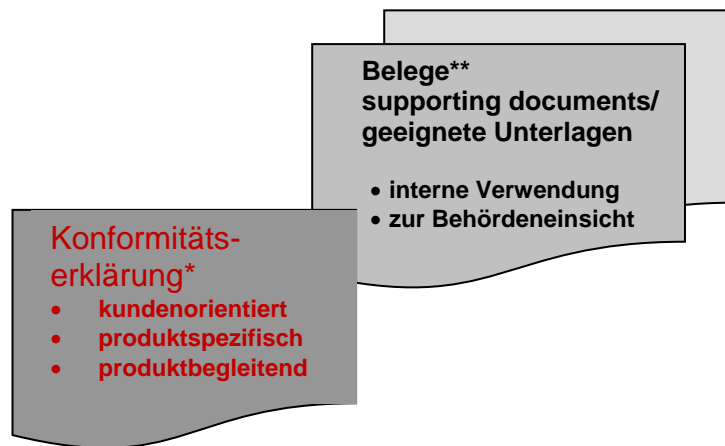 Belege**
supporting documents/
geeignete Unterlagen
• interne Verwendung
• zur Behördeneinsicht
Konformitäts-
erklärung*
• kundenorientiert
• produktspezifisch
• produktbegleitend